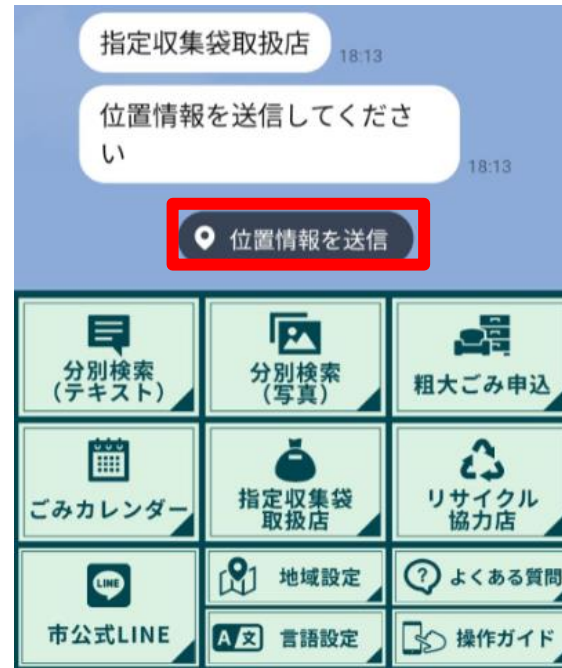 指定収集袋取扱店
18:13
位置情報を送信してくださ
い
18:13
位置情報を送信
分別検索
(テキスト)
分別検索
(写真)
粗大ごみ申込
ごみカレンダー
指定収集袋
取扱店
リサイクル
協力店
LINE
市公式LINE
地域設定
? よくある質問
A文 言語設定
操作ガイド